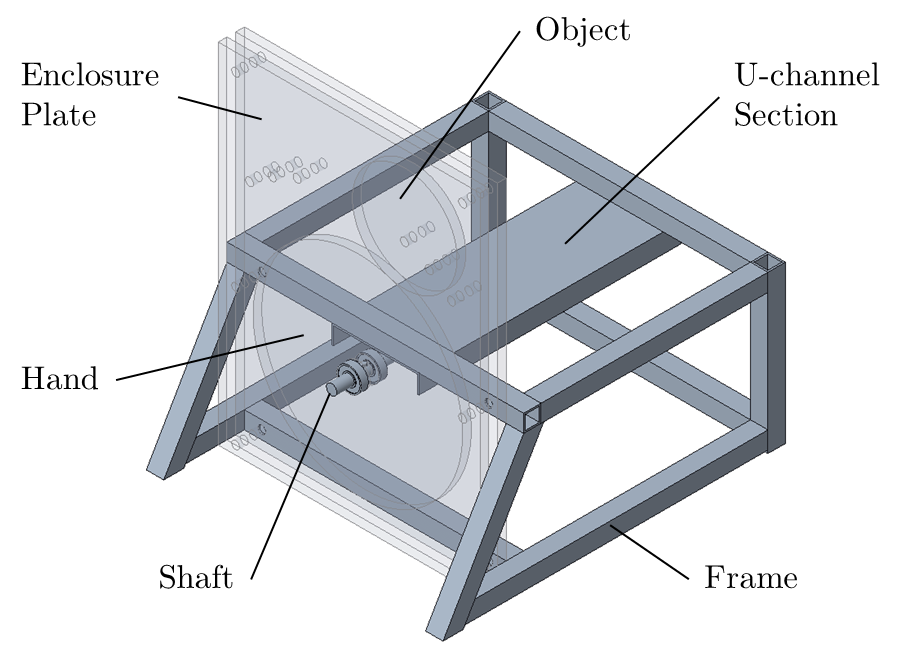 Object
Enclosure
Plate
U-channel
Section
Hand
Shaft
Frame